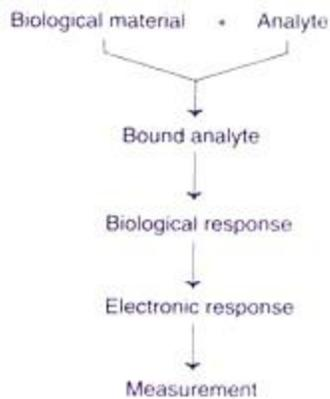 Biological material • Analyte
Bound analyte
Biological response
Electronic response
Measurement